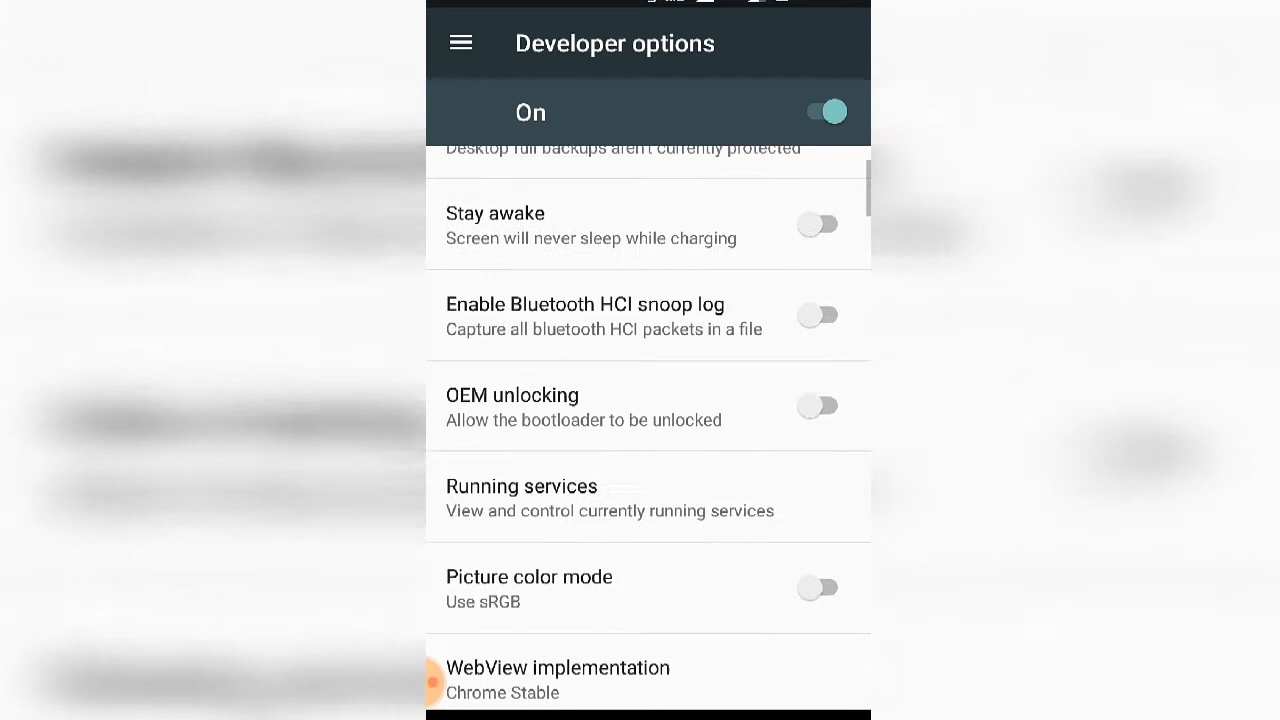 Developer options
On
Desktop full backups aren't currently protected
Stay awake
Screen will never sleep while charging
Enable Bluetooth HCI snoop log
Capture all bluetooth HCI packets in a file
OEM unlocking
Allow the bootloader to be unlocked
Running services
View and control currently running services
Picture color mode
Use sRGB
WebView implementation
Chrome Stable